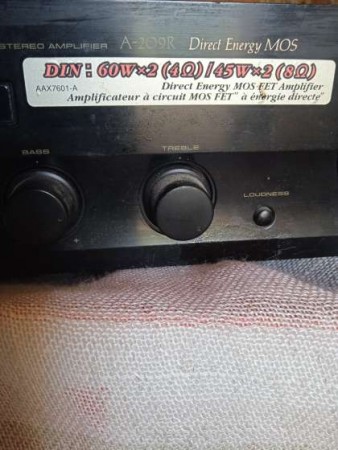 STEREO AMPLIFIER A-209R Direct Energy MOS
DIN : 60W×2 (4Ω) / 45W×2 (8Ω)
AAX7601-A Direct Energy MOS FET Amplifier
Amplificateur à circuit MOS FET" à énergie directe"
BASS TREBLE
LOUDNESS